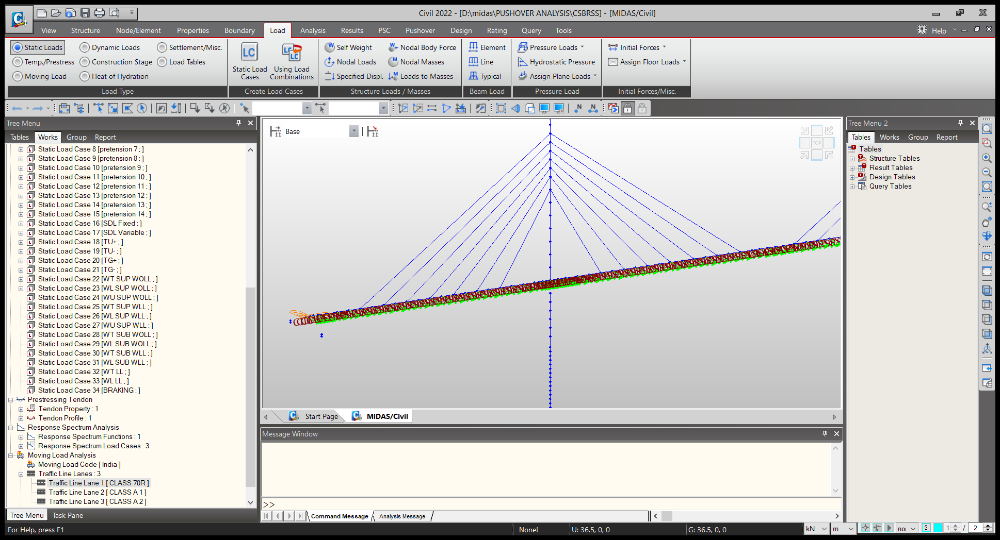 Civil 2022 - [D:\midas\PUSHOVER ANALYSIS\CSBRSS] - [MIDAS/Civil]
View Structure Node/Element Properties Boundary Load Analysis Results PSC Pushover Design Rating Query Tools Help
Static Loads Dynamic Loads Settlement/Misc.
Temp./Prestress Construction Stage Load Tables
Moving Load Heat of Hydration
Load Type
LC LC
Static Load Cases
Using Load Combinations
Create Load Cases
Self Weight Nodal Body Force
Nodal Loads Nodal Masses
Specified Displ. Loads to Masses
Structure Loads / Masses
Element
Line
Typical
Beam Load
Pressure Loads
Hydrostatic Pressure
Assign Plane Loads
Pressure Load
Initial Forces
Assign Floor Loads
Initial Forces/Misc.
Tree Menu
Tables Works Group Report
Static Load Case 8 [pretension 7 ; ]
Static Load Case 9 [pretension 8 ; ]
Static Load Case 10 [pretension 9 ; ]
Static Load Case 11 [pretension 10 ; ]
Static Load Case 12 [pretension 11 ; ]
Static Load Case 13 [pretension 12 ; ]
Static Load Case 14 [pretension 13 ; ]
Static Load Case 15 [pretension 14 ; ]
Static Load Case 16 [SDL Fixed ; ]
Static Load Case 17 [SDL Variable ; ]
Static Load Case 18 [TU+ ; ]
Static Load Case 19 [TU- ; ]
Static Load Case 20 [TG+ ; ]
Static Load Case 21 [TG- ; ]
Static Load Case 22 [WT SUP WOLL ; ]
Static Load Case 23 [WL SUP WOLL ; ]
Static Load Case 24 [WU SUP WOLL ; ]
Static Load Case 25 [WT SUP WLL ; ]
Static Load Case 26 [WL SUP WLL ; ]
Static Load Case 27 [WU SUP WLL ; ]
Static Load Case 28 [WT SUB WOLL ; ]
Static Load Case 29 [WL SUB WOLL ; ]
Static Load Case 30 [WT SUB WLL ; ]
Static Load Case 31 [WL SUB WLL ; ]
Static Load Case 32 [WT LL ; ]
Static Load Case 33 [WL LL ; ]
Static Load Case 34 [BRAKING ; ]
Prestressing Tendon
Tendon Property : 1
Tendon Profile : 1
Response Spectrum Analysis
Response Spectrum Functions : 1
Response Spectrum Load Cases : 3
Moving Load Analysis
Moving Load Code [ India ]
Traffic Line Lanes : 3
Traffic Line Lane 1 [ CLASS 70R ]
Traffic Line Lane 2 [ CLASS A 1 ]
Traffic Line Lane 3 [ CLASS A 2 ]
Tree Menu Task Pane
Base
TOP
Start Page MIDAS/Civil
Message Window
>>
Command Message Analysis Message
Tree Menu 2
Tables Works Group Report
Tables
Structure Tables
Result Tables
Design Tables
Query Tables
For Help, press F1
None!
U: 36.5, 0, 0
G: 36.5, 0, 0
kN m nor ? 1 / 2